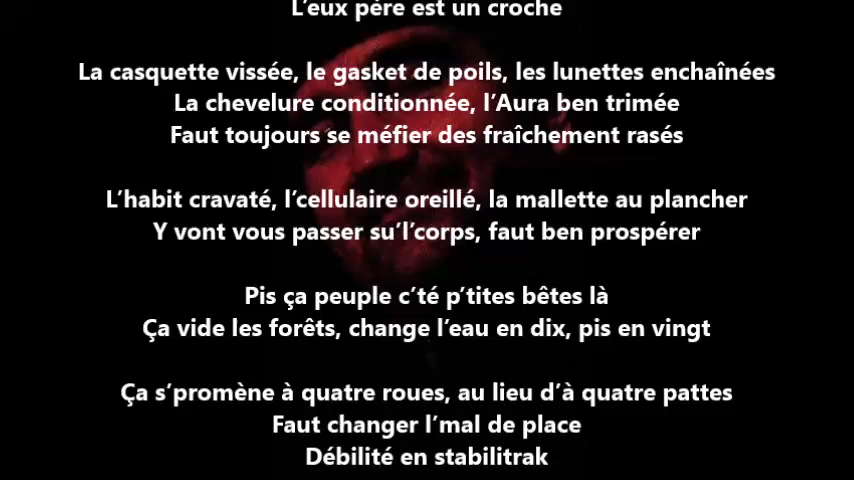 L’eux père est un croche
La casquette vissée, le gasket de poils, les lunettes enchaînées
La chevelure conditionnée, l’Aura ben trimée
Faut toujours se méfier des fraîchement rasés
L’habit cravaté, l’cellulaire oreillé, la mallette au plancher
Y vont vous passer su’l’corps, faut ben prospérer
Pis ça peuple c’té p’tites bêtes là
Ça vide les forêts, change l’eau en dix, pis en vingt
Ça s’promène à quatre roues, au lieu d’à quatre pattes
Faut changer l’mal de place
Débilité en stabilitrak